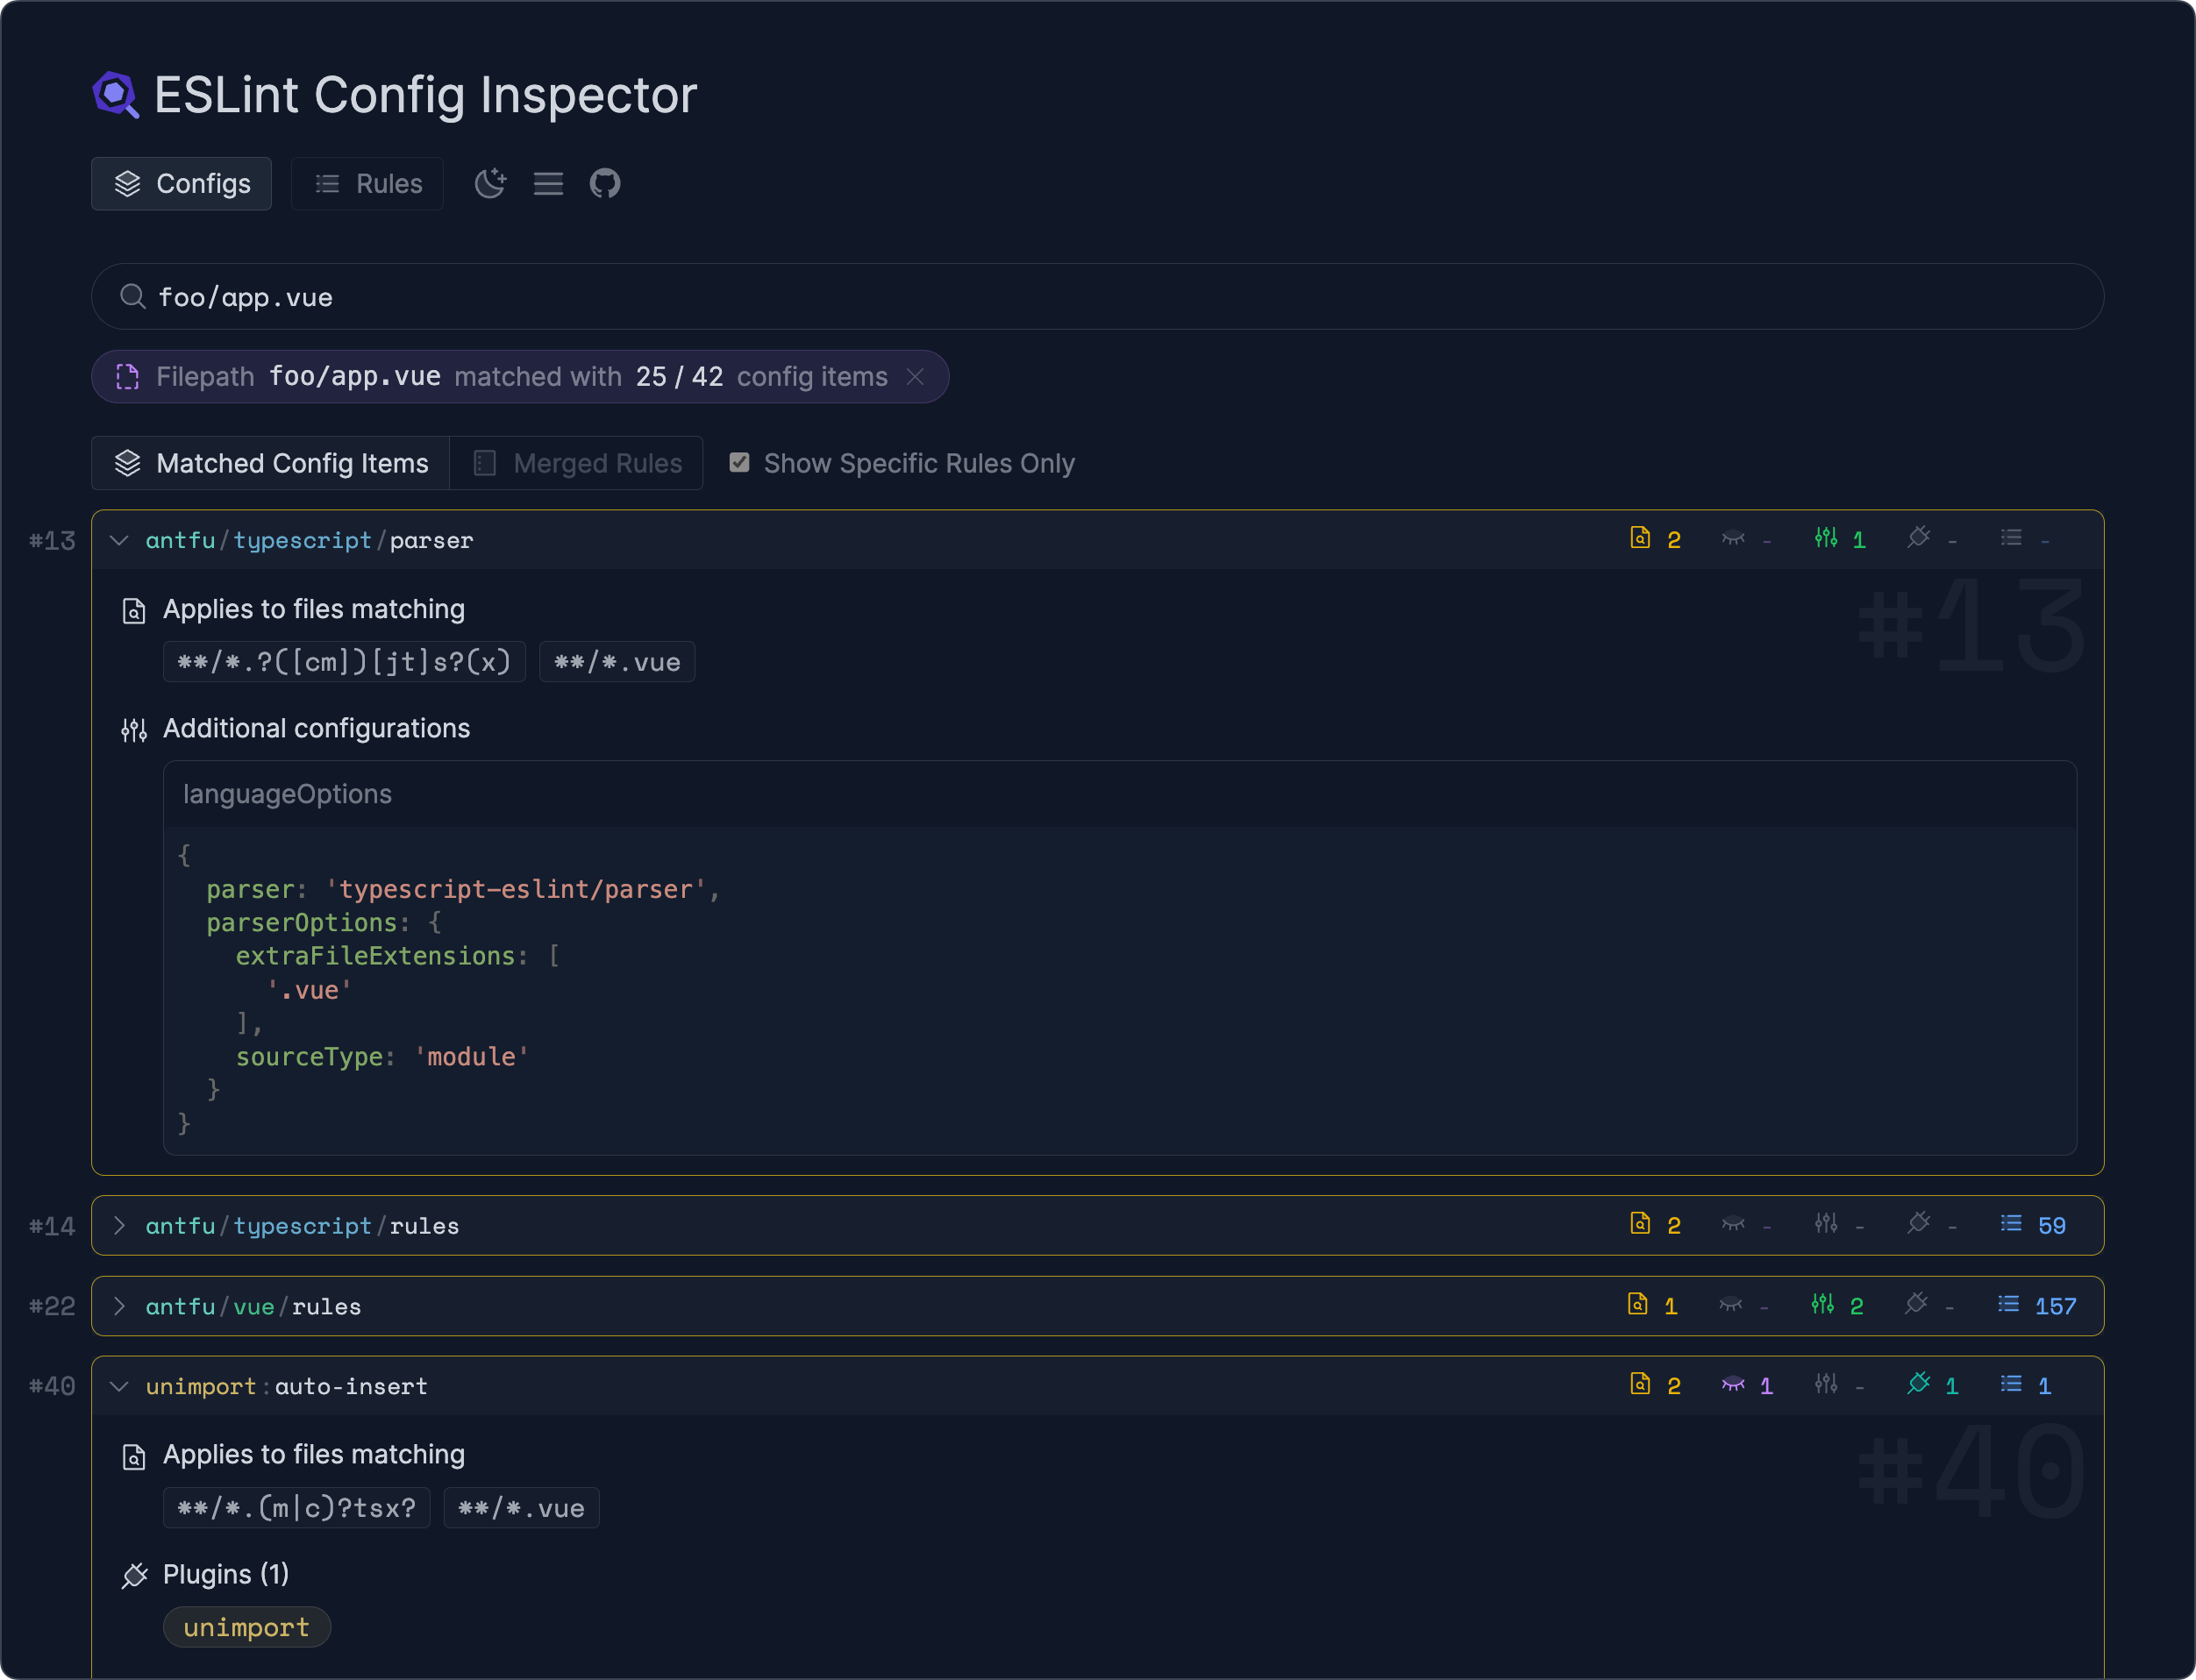 ESLint Config Inspector
Configs Rules
foo/app.vue
Filepath foo/app.vue matched with 25 / 42 config items
Matched Config Items Merged Rules Show Specific Rules Only
#13 antfu/typescript/parser 2 - 1 - -
#13
Applies to files matching
**/*.?([cm])[jt]s?(x) **/*.vue
Additional configurations
languageOptions
{
parser: 'typescript-eslint/parser',
parserOptions: {
extraFileExtensions: [
'.vue'
],
sourceType: 'module'
}
}
#14 antfu/typescript/rules 2 - - - 59
#22 antfu/vue/rules 1 - 2 - 157
#40 unimport:auto-insert 2 1 - 1 1
#40
Applies to files matching
**/*.(m|c)?tsx? **/*.vue
Plugins (1)
unimport